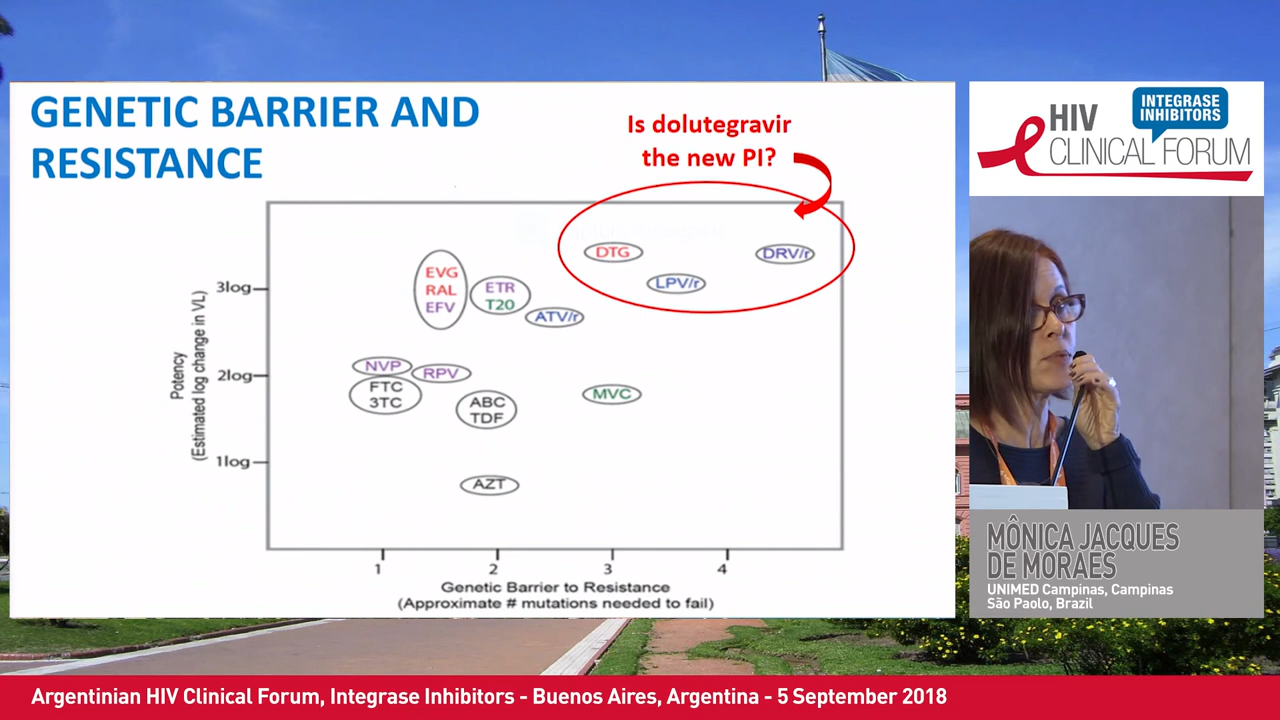 GENETIC BARRIER AND
RESISTANCE
Is dolutegravir
the new PI?
DTG
DRV/r
LPV/r
EVG
RAL
EFV
ETR
T20
ATV/r
NVP
RPV
FTC
3TC
ABC
TDF
MVC
AZT
3log
2log
1log
Potency
(Estimated log change in VL)
1
2
3
4
Genetic Barrier to Resistance
(Approximate # mutations needed to fail)
INTEGRASE
INHIBITORS
HIV
CLINICAL FORUM
MÔNICA JACQUES
DE MORAES
UNIMED Campinas, Campinas
São Paolo, Brazil
Argentinian HIV Clinical Forum, Integrase Inhibitors - Buenos Aires, Argentina - 5 September 2018